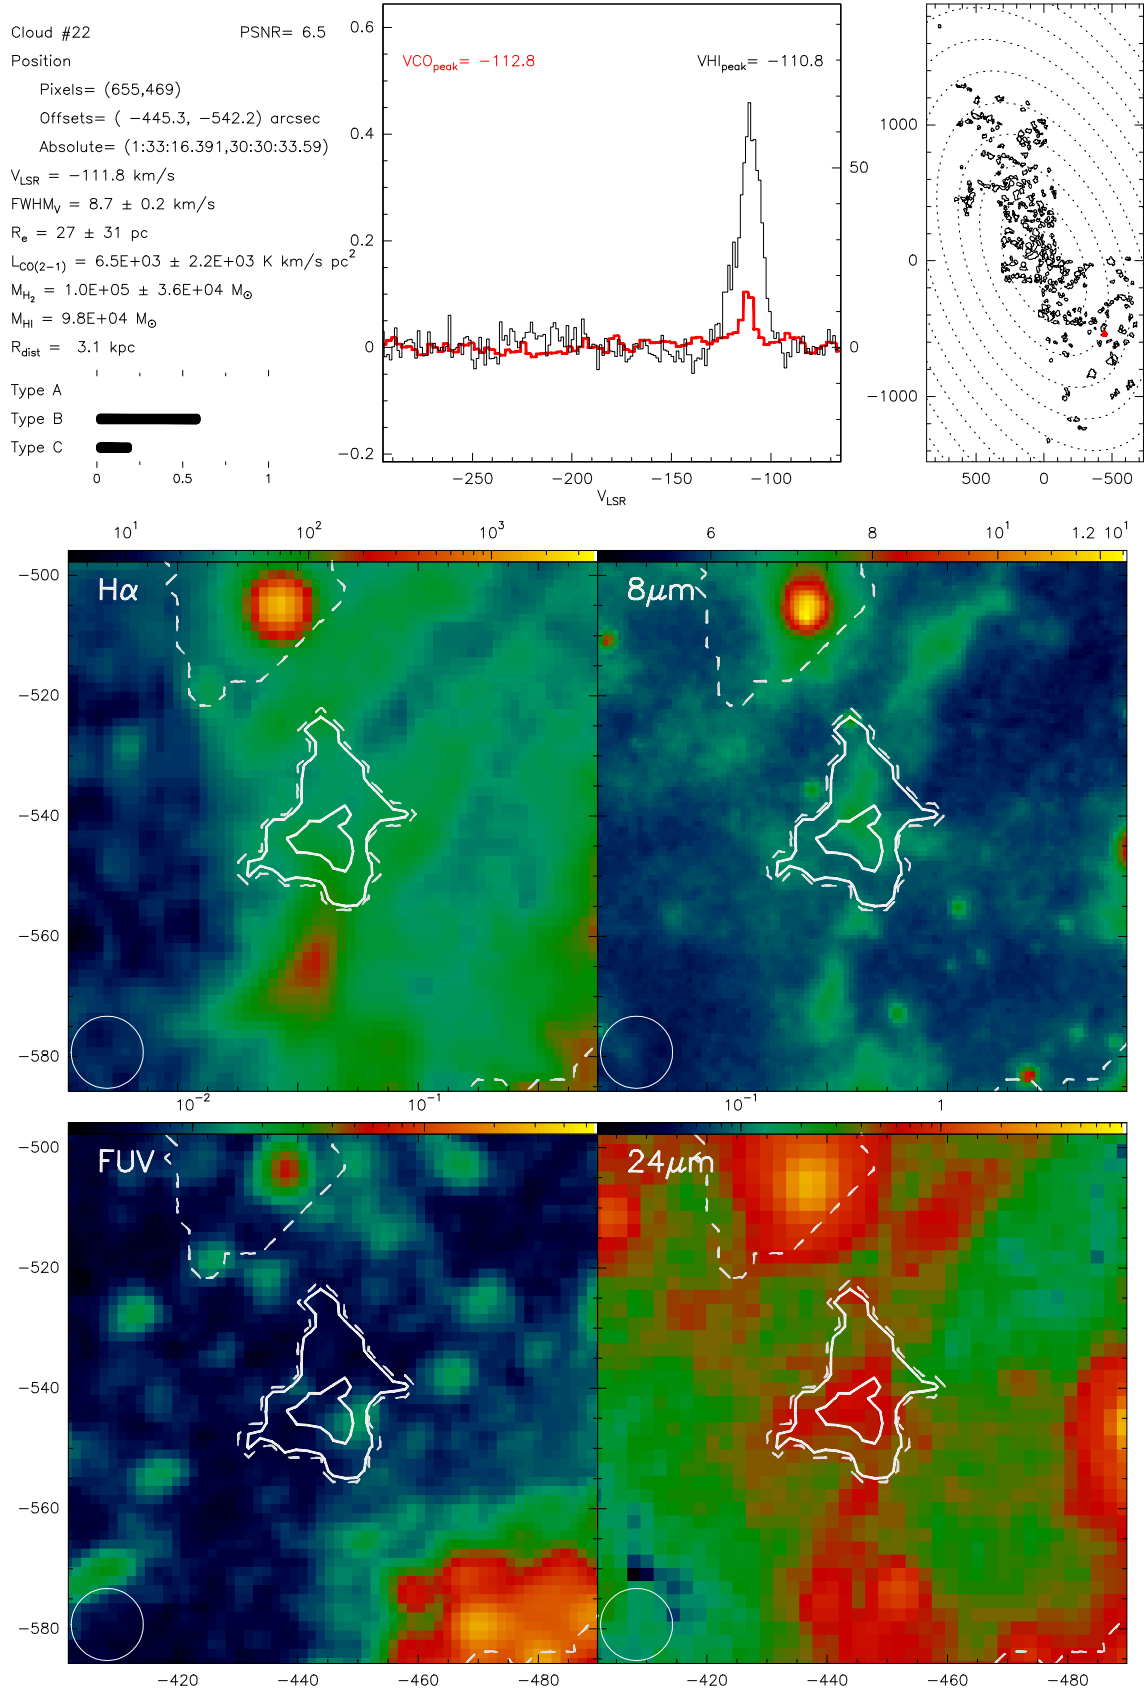 Cloud #22 PSNR= 6.5
Position
Pixels= (655,469)
Offsets= ( −445.3, −542.2) arcsec
Absolute= (1:33:16.391,30:30:33.59)
V_LSR = −111.8 km/s
FWHM_V = 8.7 ± 0.2 km/s
R_e = 27 ± 31 pc
L_CO(2−1) = 6.5E+03 ± 2.2E+03 K km/s pc²
M_H₂ = 1.0E+05 ± 3.6E+04 M_⊙
M_HI = 9.8E+04 M_⊙
R_dist = 3.1 kpc
Type A
Type B
Type C
0 0.5 1
VCO_peak= −112.8 VHI_peak= −110.8
0.6
0.4
0.2
0
−0.2
50
0
−250 −200 −150 −100
V_LSR
1000
0
−1000
500 0 −500
10¹ 10² 10³
6 8 10¹ 1.2 10¹
Hα
8μm
−500
−520
−540
−560
−580
10⁻² 10⁻¹
10⁻¹ 1
FUV
24μm
−500
−520
−540
−560
−580
−420 −440 −460 −480
−420 −440 −460 −480